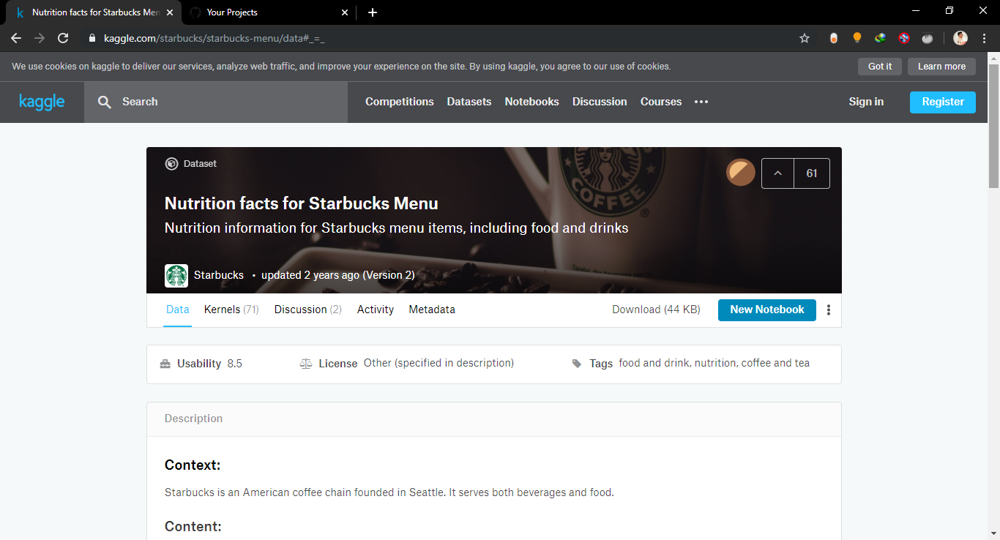 Nutrition facts for Starbucks Men
Your Projects
kaggle.com/starbucks/starbucks-menu/data#_=_
We use cookies on kaggle to deliver our services, analyze web traffic, and improve your experience on the site. By using kaggle, you agree to our use of cookies.
Got it
Learn more
kaggle
Search
Competitions Datasets Notebooks Discussion Courses •••
Sign in
Register
Dataset
61
COFFEE ®
Nutrition facts for Starbucks Menu
Nutrition information for Starbucks menu items, including food and drinks
Starbucks • updated 2 years ago (Version 2)
Data Kernels (71) Discussion (2) Activity Metadata
Download (44 KB)
New Notebook
Usability 8.5
License Other (specified in description)
Tags food and drink, nutrition, coffee and tea
Description
Context:
Starbucks is an American coffee chain founded in Seattle. It serves both beverages and food.
Content: